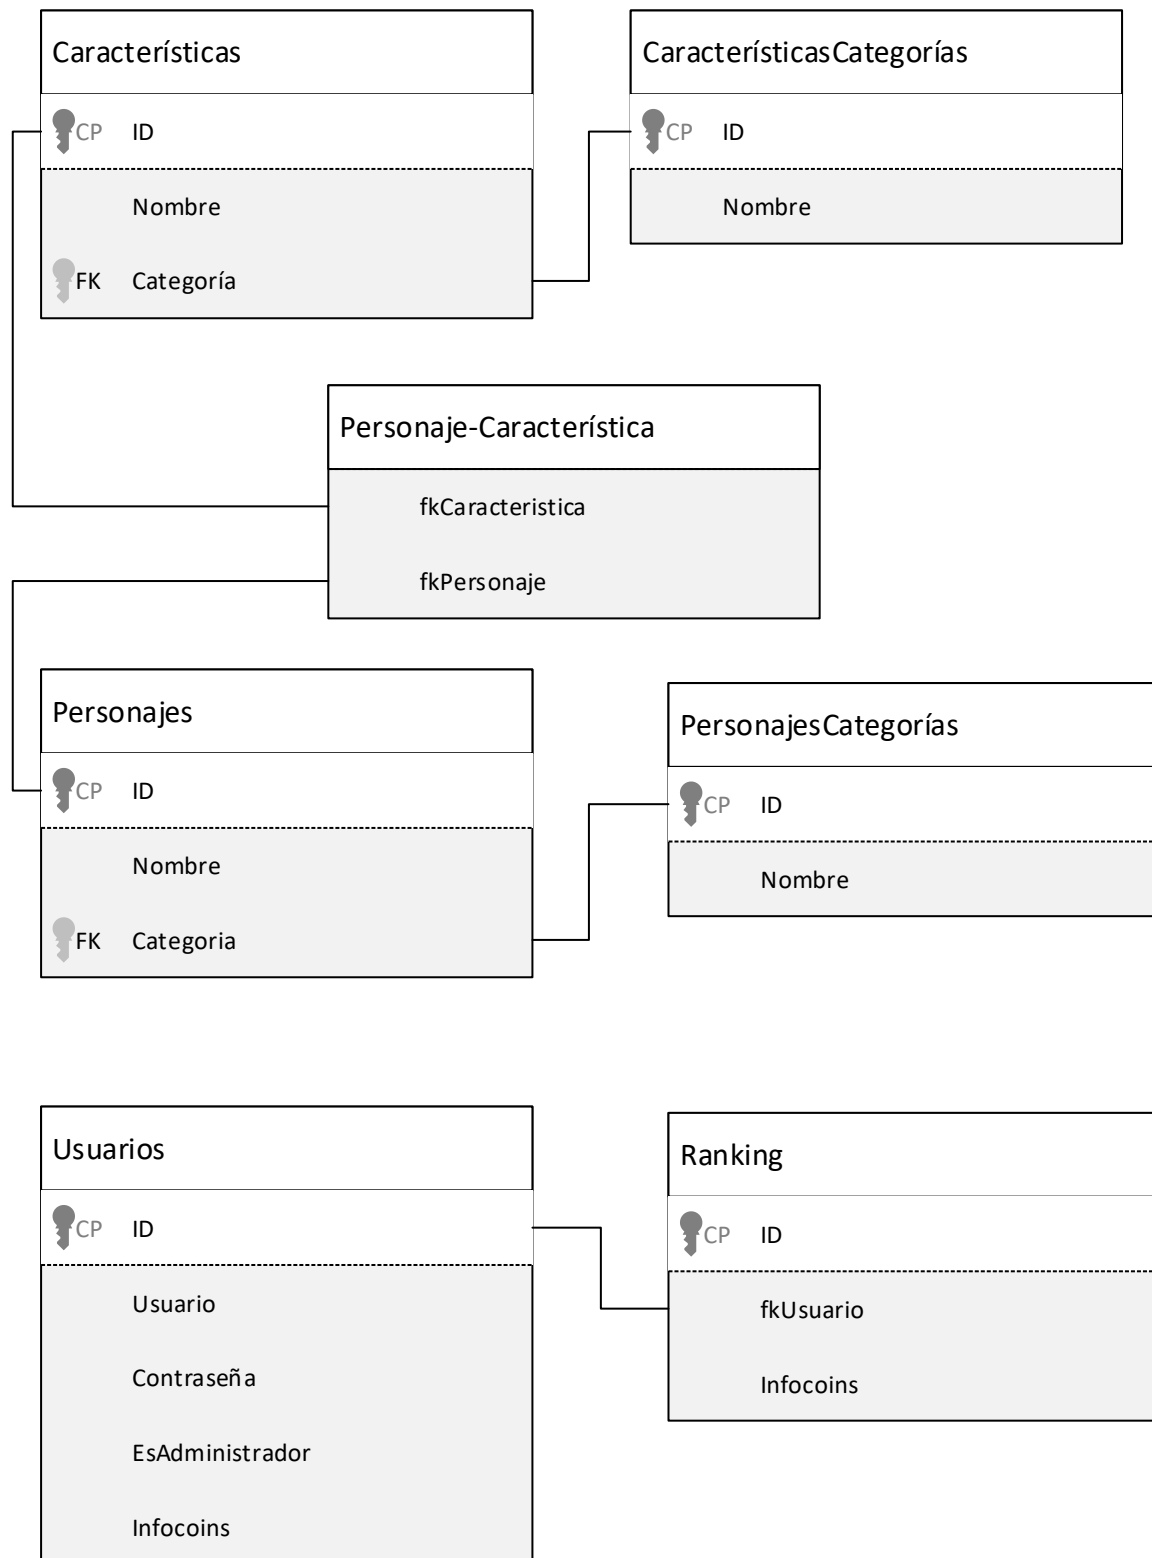 Características
CP ID
Nombre
FK Categoría
CaracterísticasCategorías
CP ID
Nombre
Personaje-Característica
fkCaracteristica
fkPersonaje
Personajes
CP ID
Nombre
FK Categoria
PersonajesCategorías
CP ID
Nombre
Usuarios
CP ID
Usuario
Contraseña
EsAdministrador
Infocoins
Ranking
CP ID
fkUsuario
Infocoins